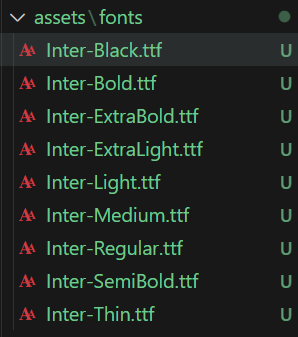 assets\fonts
Inter-Black.ttf U
Inter-Bold.ttf U
Inter-ExtraBold.ttf U
Inter-ExtraLight.ttf U
Inter-Light.ttf U
Inter-Medium.ttf U
Inter-Regular.ttf U
Inter-SemiBold.ttf U
Inter-Thin.ttf U